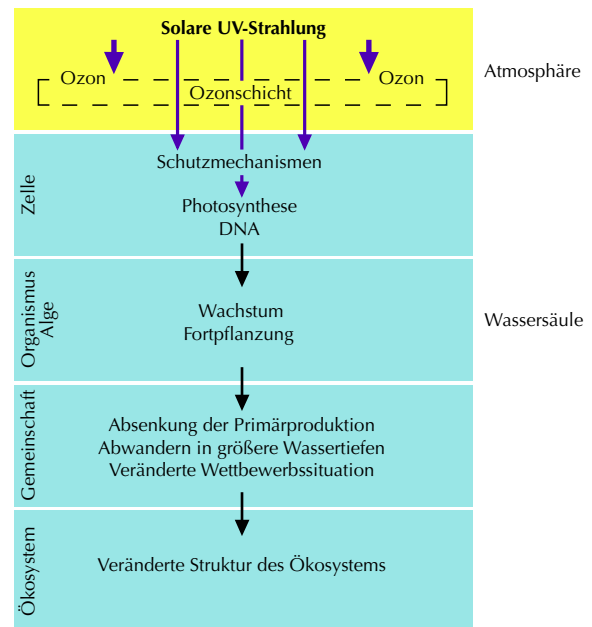 Solare UV-Strahlung
Ozon
Ozon
Ozonschicht
Atmosphäre
Zelle
Schutzmechanismen
Photosynthese
DNA
Organismus
Alge
Wachstum
Fortpflanzung
Wassersäule
Gemeinschaft
Absenkung der Primärproduktion
Abwandern in größere Wassertiefen
Veränderte Wettbewerbssituation
Ökosystem
Veränderte Struktur des Ökosystems